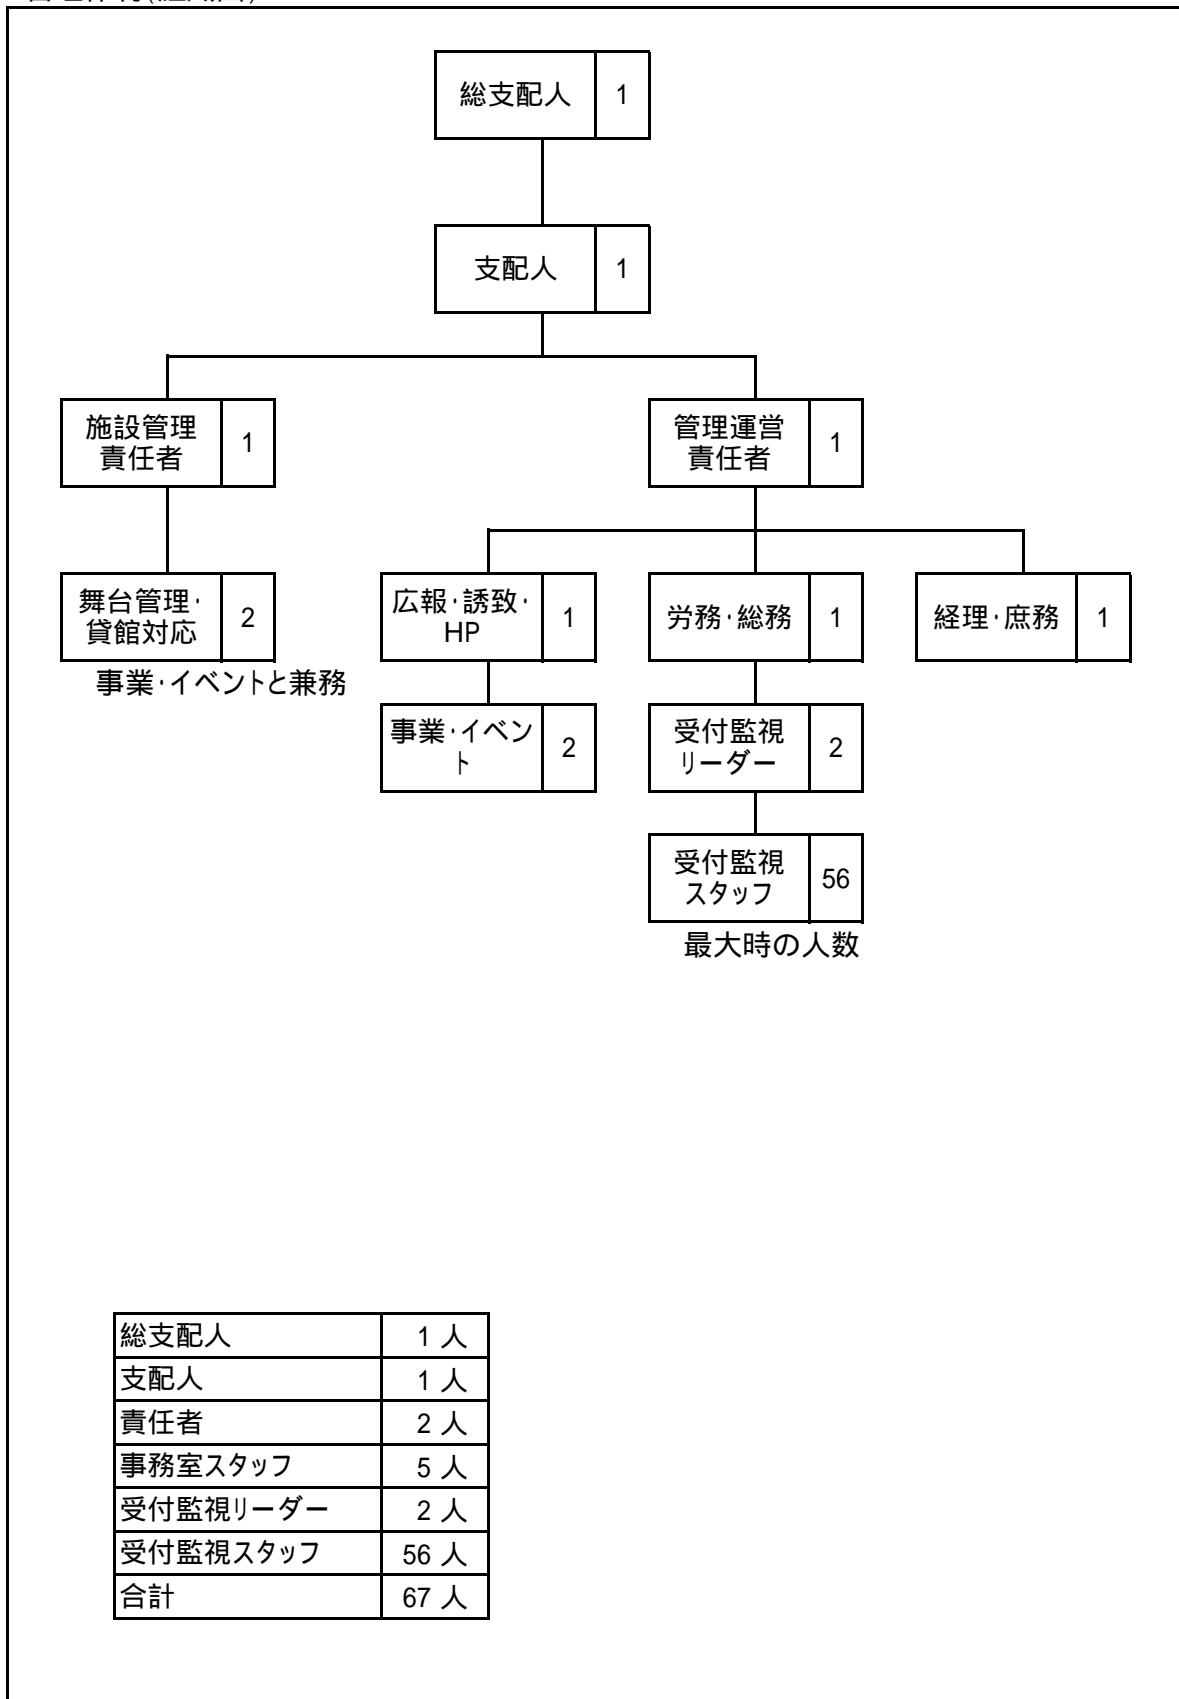 総支配人 1
支配人 1
施設管理
責任者 1
管理運営
責任者 1
舞台管理・
貸館対応 2
事業・イベントと兼務
広報・誘致・
HP 1
労務・総務 1
経理・庶務 1
事業・イベン
ト 2
受付監視
リーダー 2
受付監視
スタッフ 56
最大時の人数
総支配人 1 人
支配人 1 人
責任者 2 人
事務室スタッフ 5 人
受付監視リーダー 2 人
受付監視スタッフ 56 人
合計 67 人